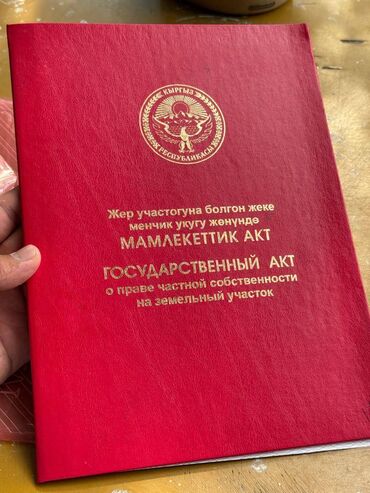 КЫРГЫЗ
РЕСПУБЛИКАСЫ
Жер участогуна болгон жеке
менчик укугу жөнүндө
МАМЛЕКЕТТИК АКТ
ГОСУДАРСТВЕННЫЙ АКТ
о праве частной собственности
на земельный участок